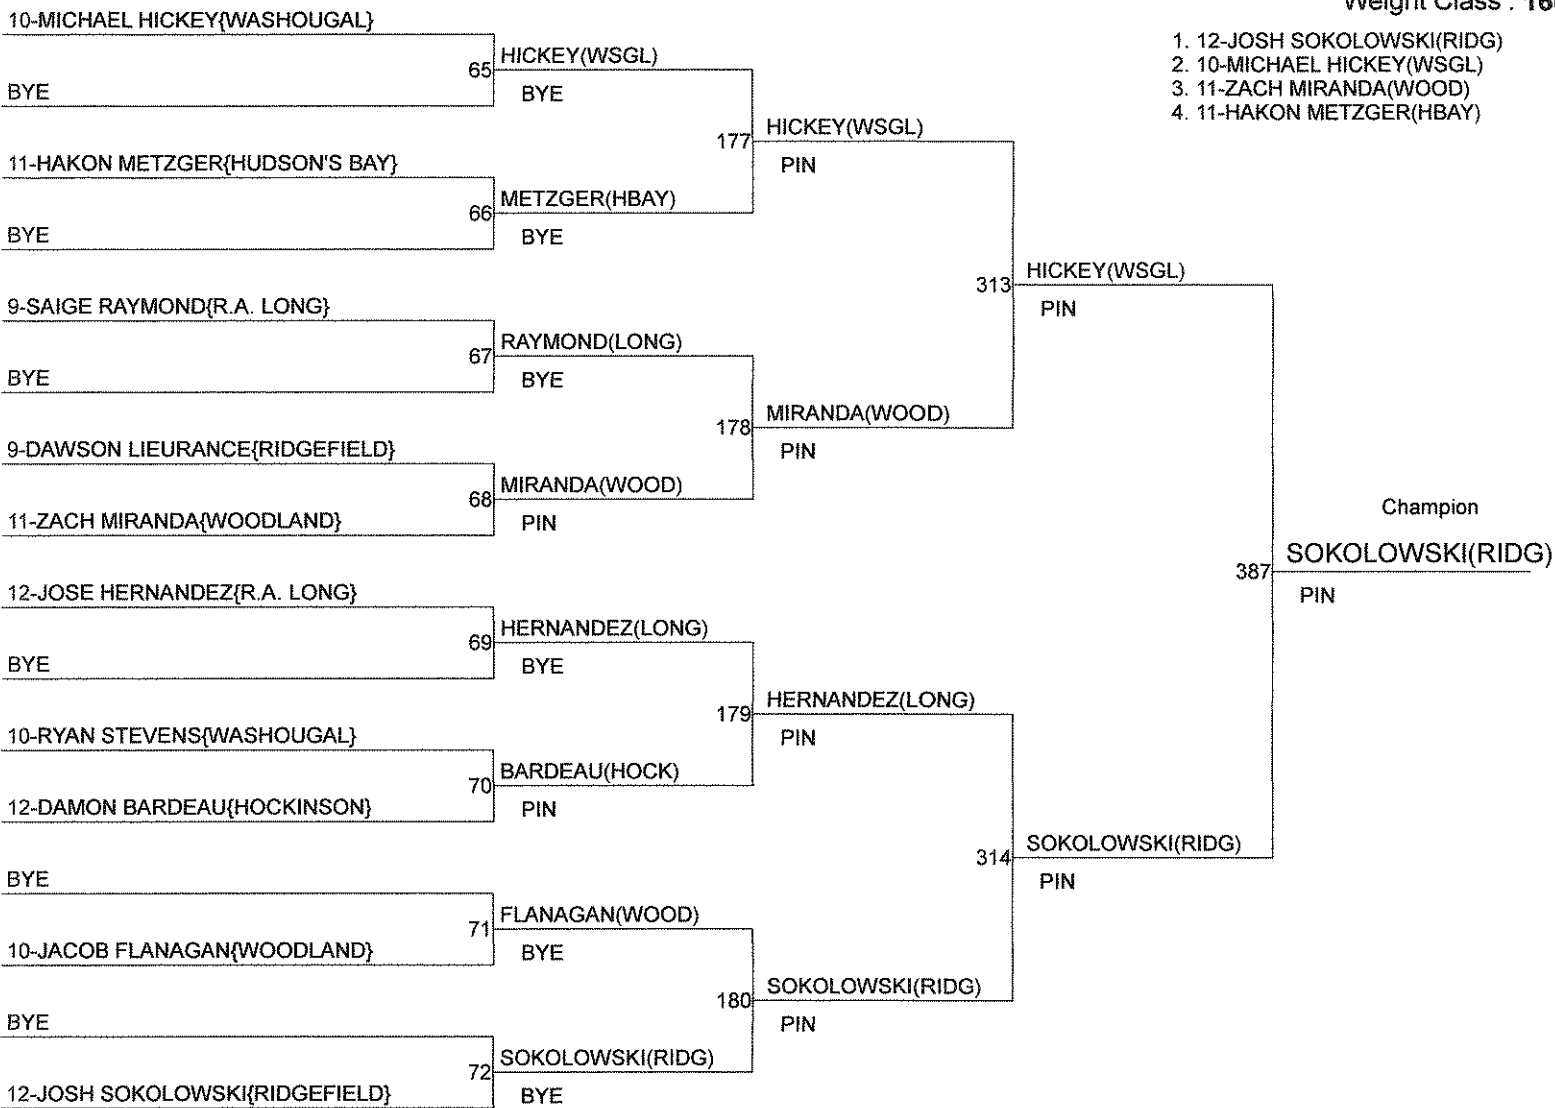 Weight Class : 16
1. 12-JOSH SOKOLOWSKI(RIDG)
2. 10-MICHAEL HICKEY(WSGL)
3. 11-ZACH MIRANDA(WOOD)
4. 11-HAKON METZGER(HBAY)
10-MICHAEL HICKEY{WASHOUGAL}
BYE
11-HAKON METZGER{HUDSON'S BAY}
BYE
9-SAIGE RAYMOND{R.A. LONG}
BYE
9-DAWSON LIEURANCE{RIDGEFIELD}
11-ZACH MIRANDA{WOODLAND}
12-JOSE HERNANDEZ{R.A. LONG}
BYE
10-RYAN STEVENS{WASHOUGAL}
12-DAMON BARDEAU{HOCKINSON}
BYE
10-JACOB FLANAGAN{WOODLAND}
BYE
12-JOSH SOKOLOWSKI{RIDGEFIELD}
65 HICKEY(WSGL)
BYE
66 METZGER(HBAY)
BYE
67 RAYMOND(LONG)
BYE
68 MIRANDA(WOOD)
PIN
69 HERNANDEZ(LONG)
BYE
70 BARDEAU(HOCK)
PIN
71 FLANAGAN(WOOD)
BYE
72 SOKOLOWSKI(RIDG)
BYE
177 HICKEY(WSGL)
PIN
178 MIRANDA(WOOD)
PIN
179 HERNANDEZ(LONG)
PIN
180 SOKOLOWSKI(RIDG)
PIN
313 HICKEY(WSGL)
PIN
314 SOKOLOWSKI(RIDG)
PIN
Champion
387 SOKOLOWSKI(RIDG)
PIN